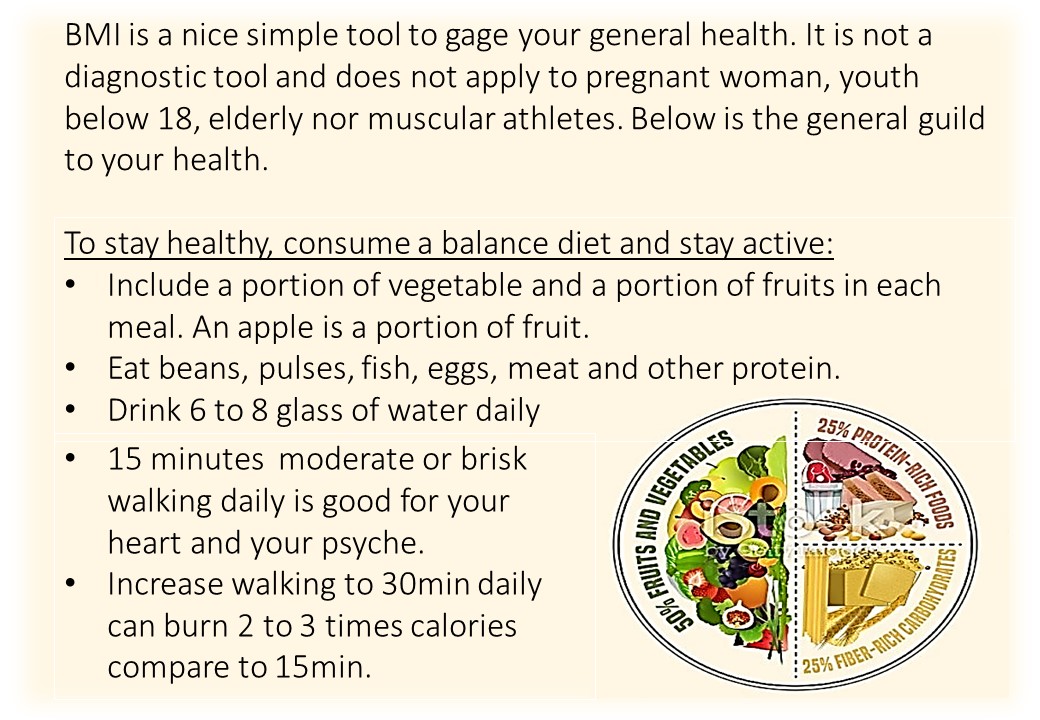 BMI is a nice simple tool to gage your general health. It is not a
diagnostic tool and does not apply to pregnant woman, youth
below 18, elderly nor muscular athletes. Below is the general guild
to your health.
To stay healthy, consume a balance diet and stay active:
• Include a portion of vegetable and a portion of fruits in each
meal. An apple is a portion of fruit.
• Eat beans, pulses, fish, eggs, meat and other protein.
• Drink 6 to 8 glass of water daily
• 15 minutes moderate or brisk
walking daily is good for your
heart and your psyche.
• Increase walking to 30min daily
can burn 2 to 3 times calories
compare to 15min.
50% FRUITS AND VEGETABLES
25% PROTEIN-RICH FOODS
25% FIBER-RICH CARBOHYDRATES